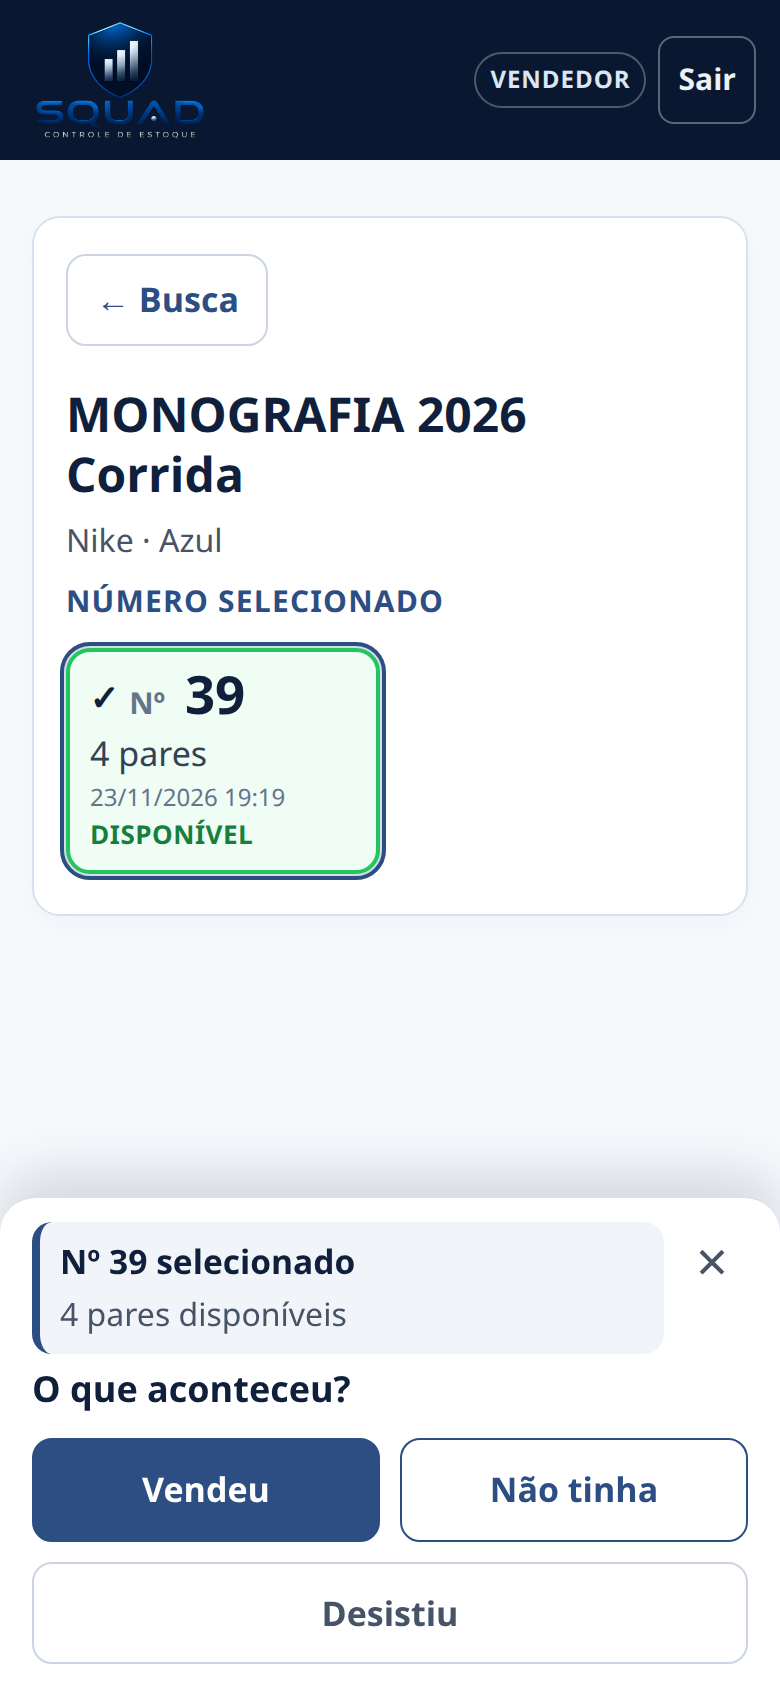 SQUAD
CONTROLE DE ESTOQUE
VENDEDOR
Sair
← Busca
MONOGRAFIA 2026
Corrida
Nike · Azul
NÚMERO SELECIONADO
✓ Nº 39
4 pares
23/11/2026 19:19
DISPONÍVEL
Nº 39 selecionado
✕
4 pares disponíveis
O que aconteceu?
Vendeu
Não tinha
Desistiu